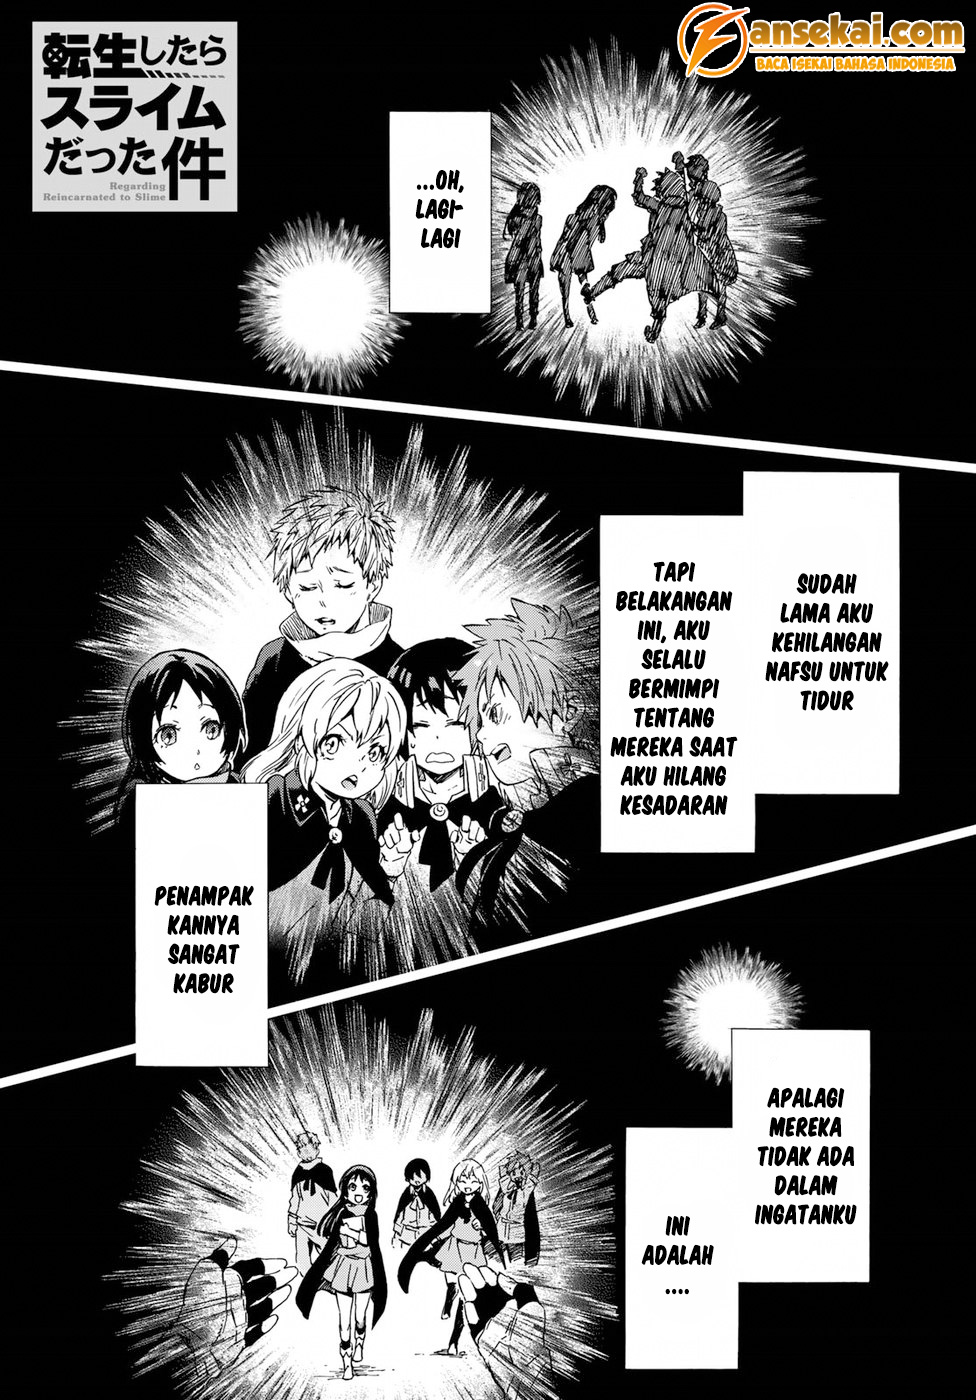 転生したら
スライム
だった件
Regarding
Reincarnated to Slime
Fansekai.com
BACA ISEKAI BAHASA INDONESIA
...OH,
LAGI-
LAGI
SUDAH
LAMA AKU
KEHILANGAN
NAFSU UNTUK
TIDUR
TAPI
BELAKANGAN
INI, AKU
SELALU
BERMIMPI
TENTANG
MEREKA SAAT
AKU HILANG
KESADARAN
PENAMPAK
KANNYA
SANGAT
KABUR
APALAGI
MEREKA
TIDAK ADA
DALAM
INGATANKU
INI
ADALAH
....